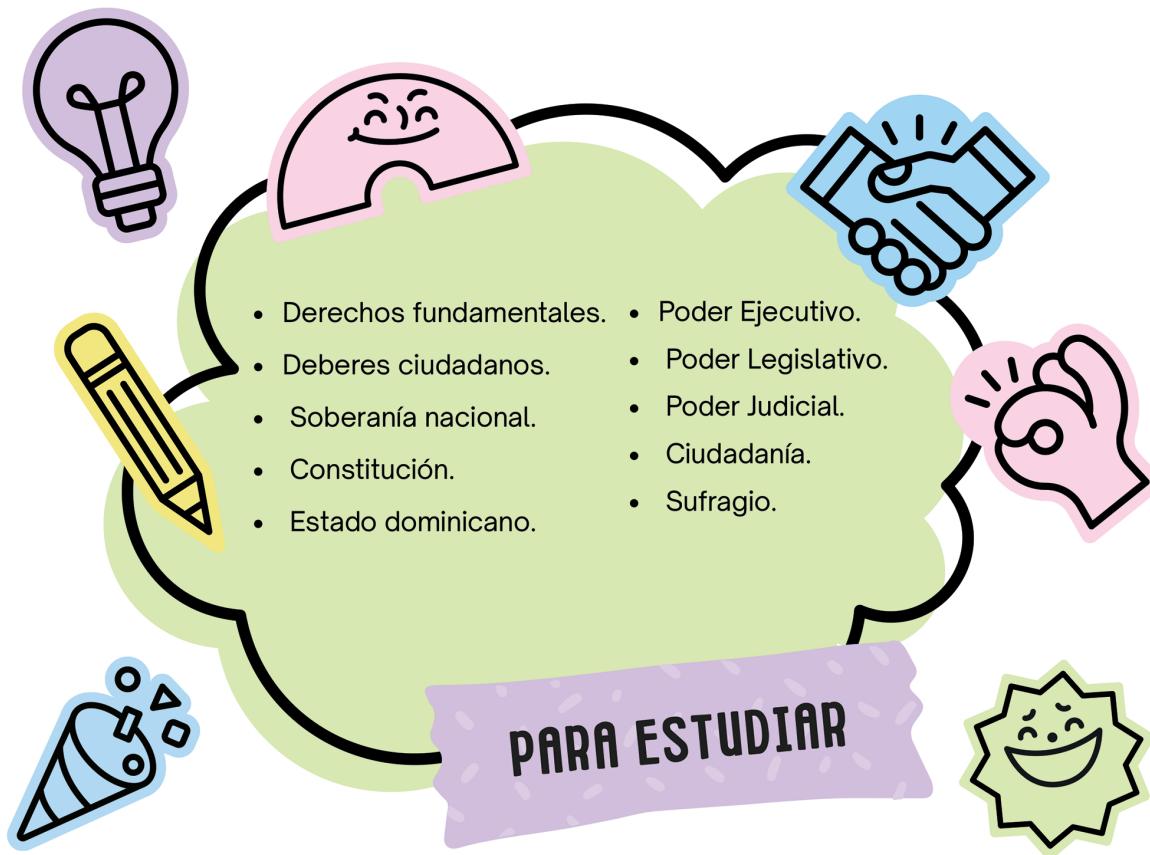 • Derechos fundamentales.
• Deberes ciudadanos.
• Soberanía nacional.
• Constitución.
• Estado dominicano.
• Poder Ejecutivo.
• Poder Legislativo.
• Poder Judicial.
• Ciudadanía.
• Sufragio.
PARA ESTUDIAR